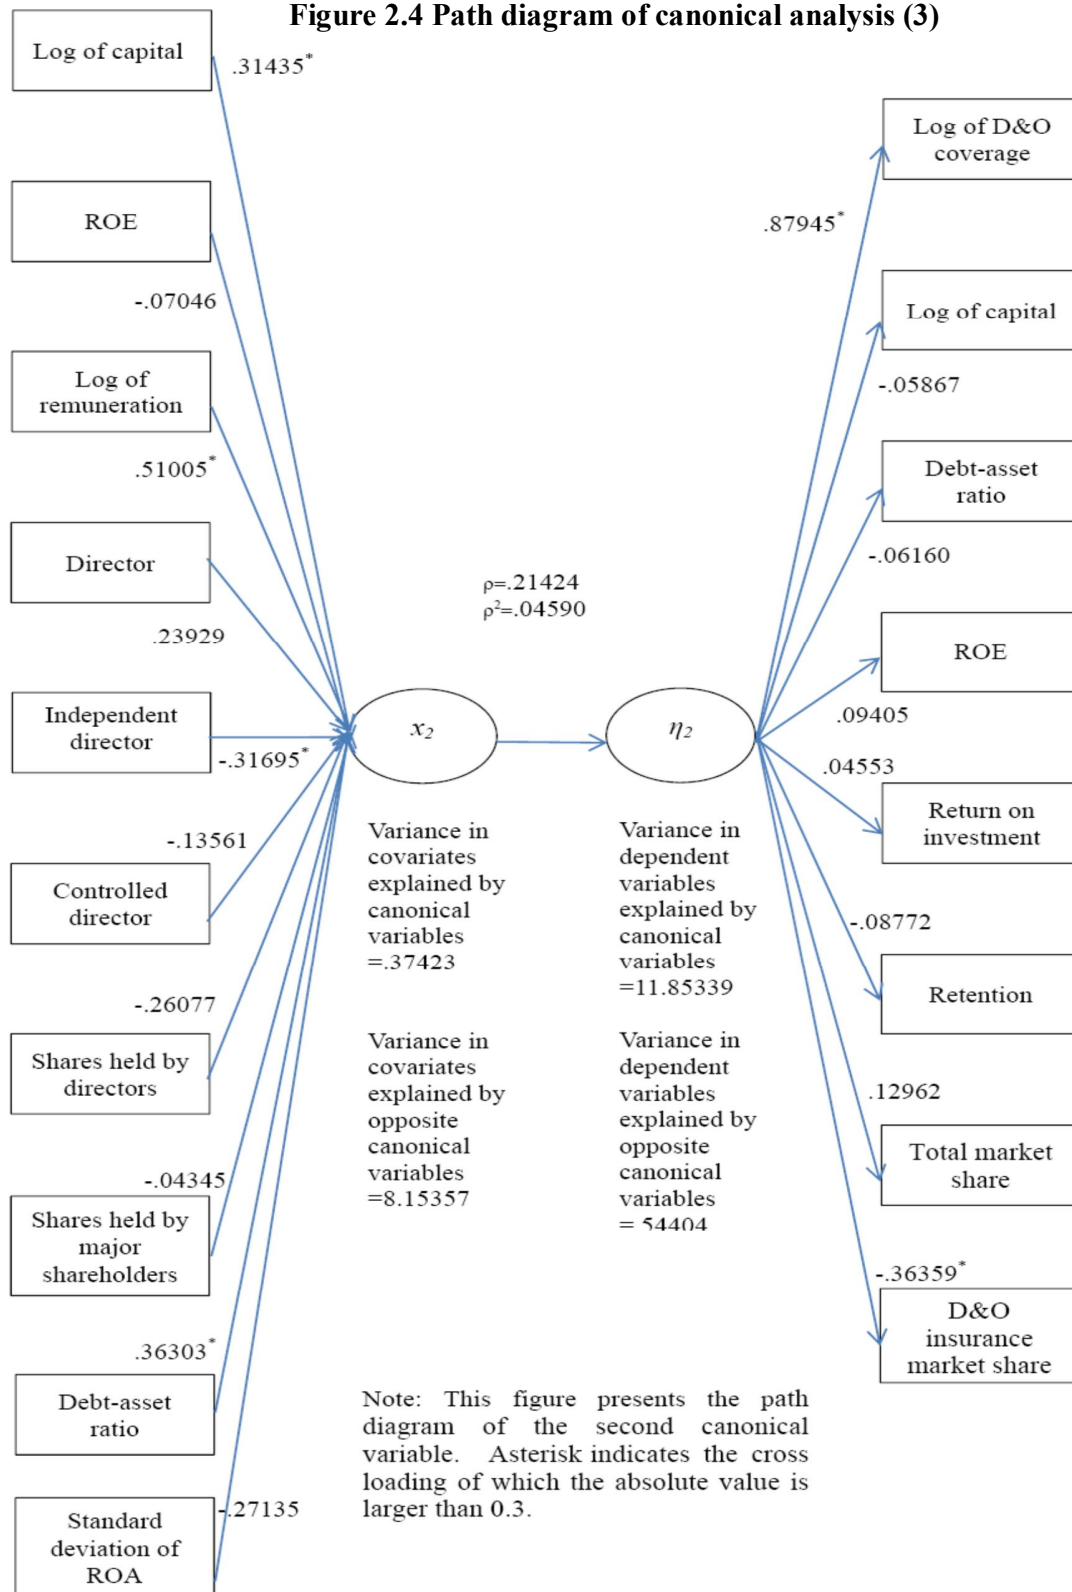 Figure 2.4 Path diagram of canonical analysis (3)
Log of capital
.31435*
ROE
-.07046
Log of
remuneration
.51005*
Director
.23929
Independent
director
-.31695*
-.13561
Controlled
director
-.26077
Shares held by
directors
-.04345
Shares held by
major
shareholders
.36303*
Debt-asset
ratio
-.27135
Standard
deviation of
ROA
ρ=.21424
ρ²=.04590
x₂
η₂
Variance in
covariates
explained by
canonical
variables
=.37423
Variance in
covariates
explained by
opposite
canonical
variables
=8.15357
Variance in
dependent
variables
explained by
canonical
variables
=11.85339
Variance in
dependent
variables
explained by
opposite
canonical
variables
= 54404
Log of D&O
coverage
.87945*
Log of capital
-.05867
Debt-asset
ratio
-.06160
ROE
.09405
.04553
Return on
investment
-.08772
Retention
.12962
Total market
share
-.36359*
D&O
insurance
market share
Note: This figure presents the path
diagram of the second canonical
variable. Asterisk indicates the cross
loading of which the absolute value is
larger than 0.3.